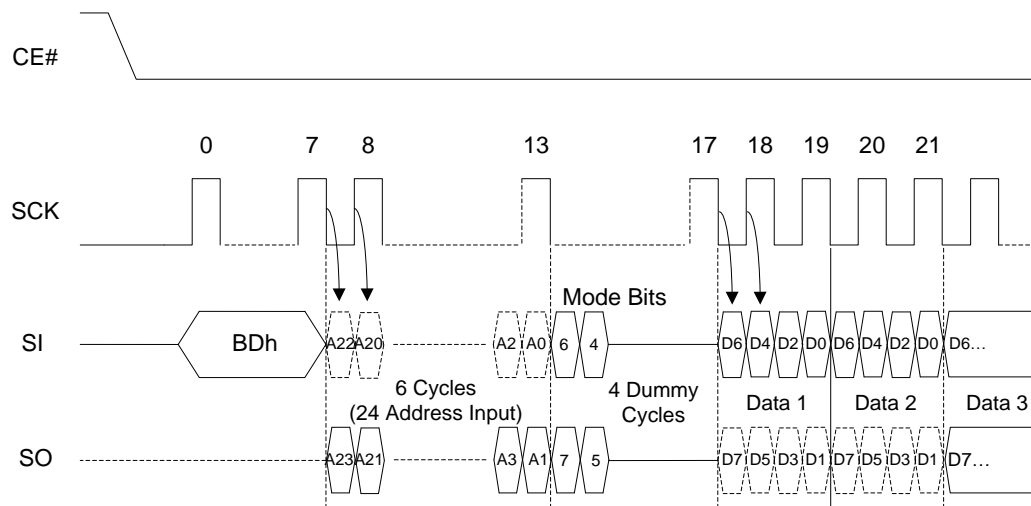 CE#
0 7 8 13 17 18 19 20 21
SCK
Mode Bits
SI BDh A22 A20 A2 A0 6 4 D6 D4 D2 D0 D6 D4 D2 D0 D6...
6 Cycles
(24 Address Input)
4 Dummy
Cycles
Data 1 Data 2 Data 3
SO A23 A21 A3 A1 7 5 D7 D5 D3 D1 D7 D5 D3 D1 D7...